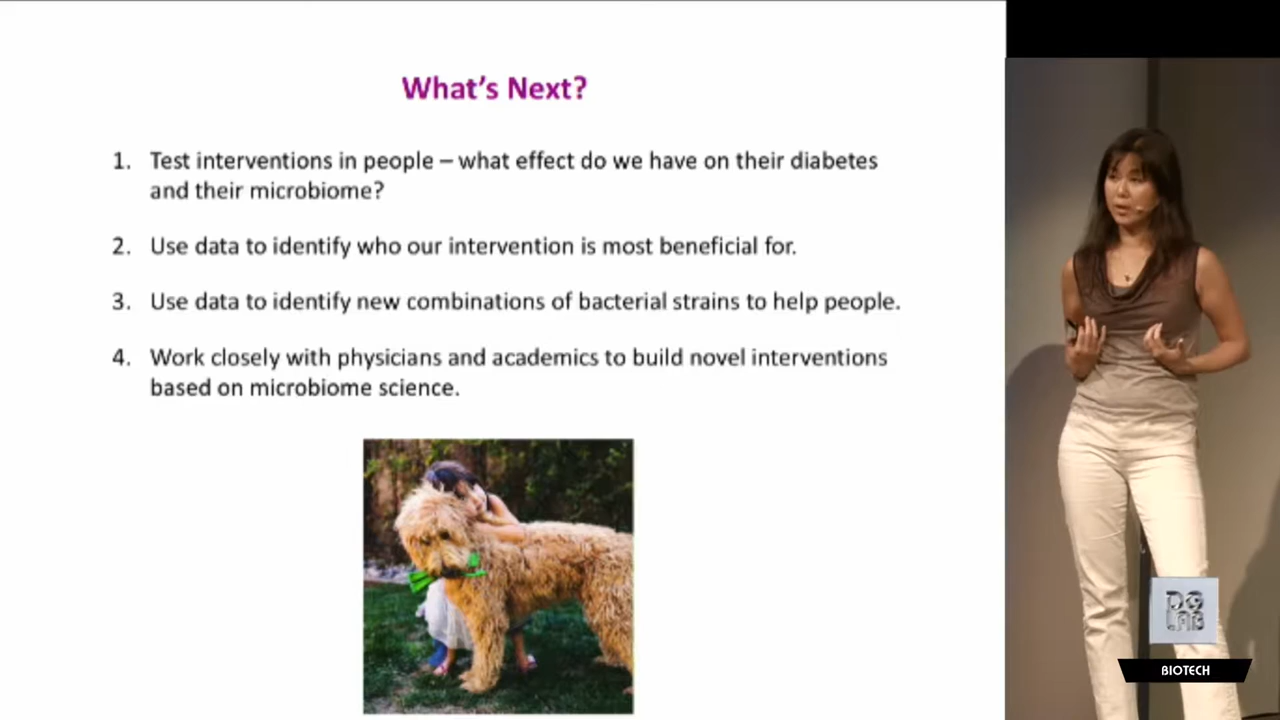 What's Next?
1. Test interventions in people – what effect do we have on their diabetes
and their microbiome?
2. Use data to identify who our intervention is most beneficial for.
3. Use data to identify new combinations of bacterial strains to help people.
4. Work closely with physicians and academics to build novel interventions
based on microbiome science.
DG
LAB
BIOTECH